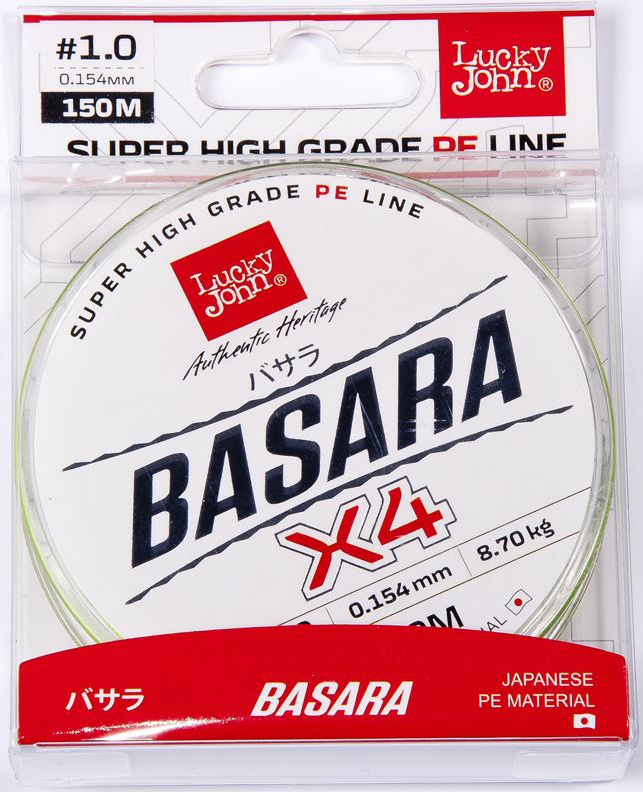 #1.0
0.154мм
150M
Lucky
John®
SUPER HIGH GRADE PE LINE
SUPER HIGH GRADE PE LINE
Lucky
John®
Authentic Heritage
バサラ
BASARA
X4
0.154 mm
8.70 kg
バサラ
BASARA
JAPANESE
PE MATERIAL